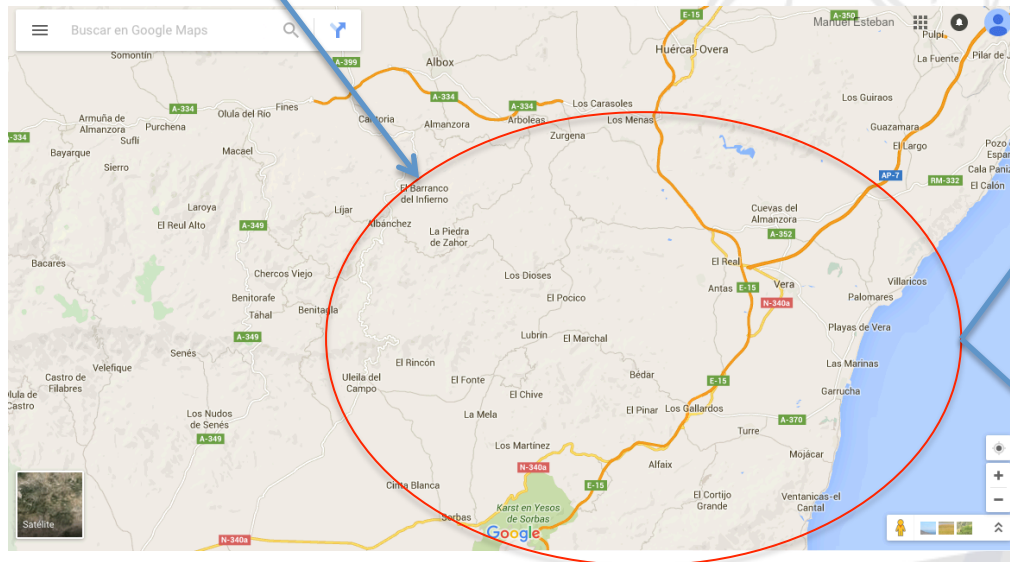 Buscar en Google Maps
E-15
A-350
Manuel Esteban
Pulpí
Huércal-Overa
Somontín
A-399
Albox
La Fuente
Pilar de
A-334
Los Guiraos
A-334
Olula del Río
Fines
A-334
Los Carasoles
Armuña de
Almanzora
Purchena
Cantoria
Almanzora
Arboleas
Los Menas
Guazamara
A-334
Suflí
Zurgena
El Largo
Pozo
Bayarque
Macael
Sierro
AP-7
RM-332
Cala Pani
El Calón
El Barranco
del Infierno
Laroya
Líjar
Cuevas del
Almanzora
El Reul Alto
A-349
Albánchez
La Piedra
de Zahor
A-352
Bacares
El Real
Chercos Viejo
Los Dioses
Villaricos
Antas
E-15
Vera
Benitorafe
El Pocico
Palomares
Tahal
Benitagla
N-340a
A-349
Lubrín
El Marchal
Playas de Vera
Senés
El Rincón
Las Marinas
Velefique
Uleila del
Campo
El Fonte
Bédar
E-15
Castro de
Filabres
El Chive
Garrucha
Olula de
Castro
Los Nudos
de Senés
La Mela
El Pinar
Los Gallardos
A-370
Turre
A-349
Los Martínez
Mojácar
N-340a
Alfaix
Cinta Blanca
E-15
El Cortijo
Grande
Ventanicas-el
Cantal
Karst en Yesos
de Sorbas
Sorbas
Satélite
Google
N-340a